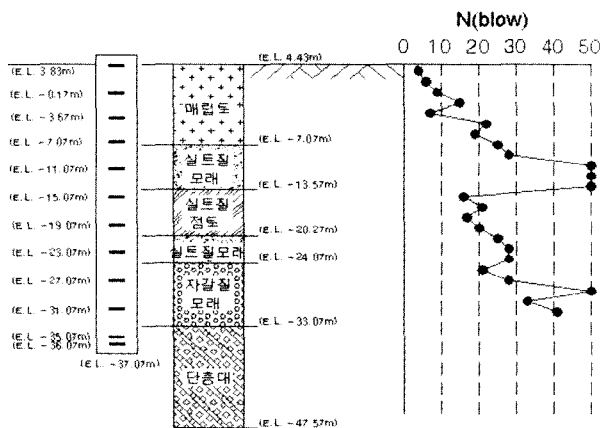 N(blow)
0 10 20 30 40 50
(E.L. 4.43m)
(E.L. 3.83m)
(E.L. -0.17m)
매립토
(E.L. -3.67m)
(E.L. -7.07m)
(E.L. -7.07m)
실트질
모래
(E.L. -11.07m)
(E.L. -13.57m)
(E.L. -15.07m)
실트질
점토
(E.L. -19.07m)
(E.L. -20.27m)
실트질모래
(E.L. -23.07m)
(E.L. -24.07m)
자갈질
모래
(E.L. -27.07m)
(E.L. -31.07m)
(E.L. -33.07m)
(E.L. -35.07m)
(E.L. -36.07m)
(E.L. -37.07m)
단층대
(E.L. -47.57m)